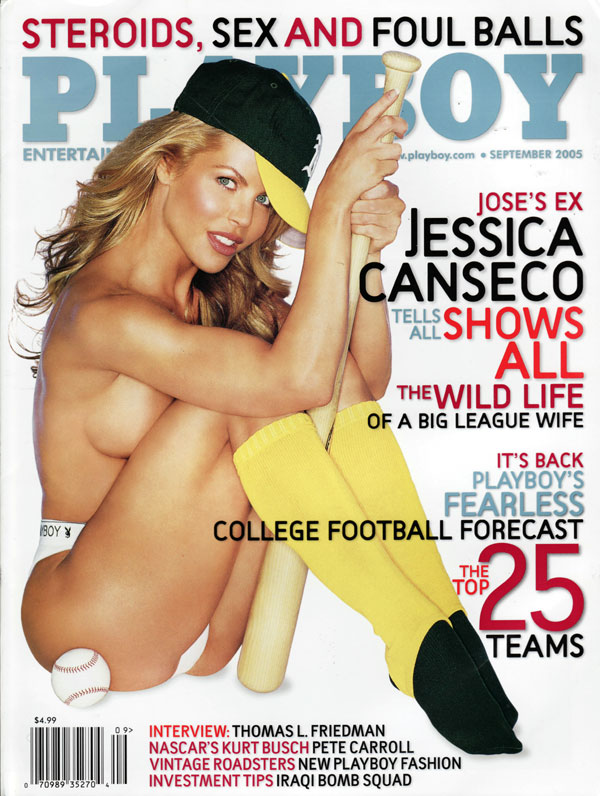 STEROIDS, SEX AND FOUL BALLS
PLAYBOY
ENTERTAI
.playboy.com • SEPTEMBER 2005
JOSE'S EX
JESSICA
CANSECO
TELLS ALL SHOWS
ALL
THE WILD LIFE
OF A BIG LEAGUE WIFE
IT'S BACK
PLAYBOY'S
FEARLESS
COLLEGE FOOTBALL FORECAST
THE TOP 25
TEAMS
YBOY
$4.99
09>
0 70989 35270 4
INTERVIEW: THOMAS L. FRIEDMAN
NASCAR'S KURT BUSCH PETE CARROLL
VINTAGE ROADSTERS NEW PLAYBOY FASHION
INVESTMENT TIPS IRAQI BOMB SQUAD